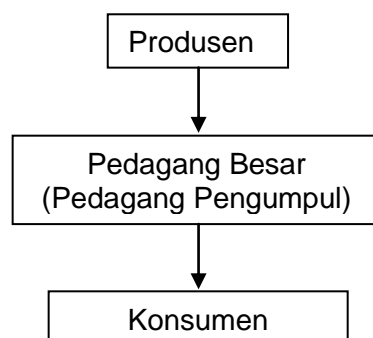 Produsen
Pedagang Besar
(Pedagang Pengumpul)
Konsumen